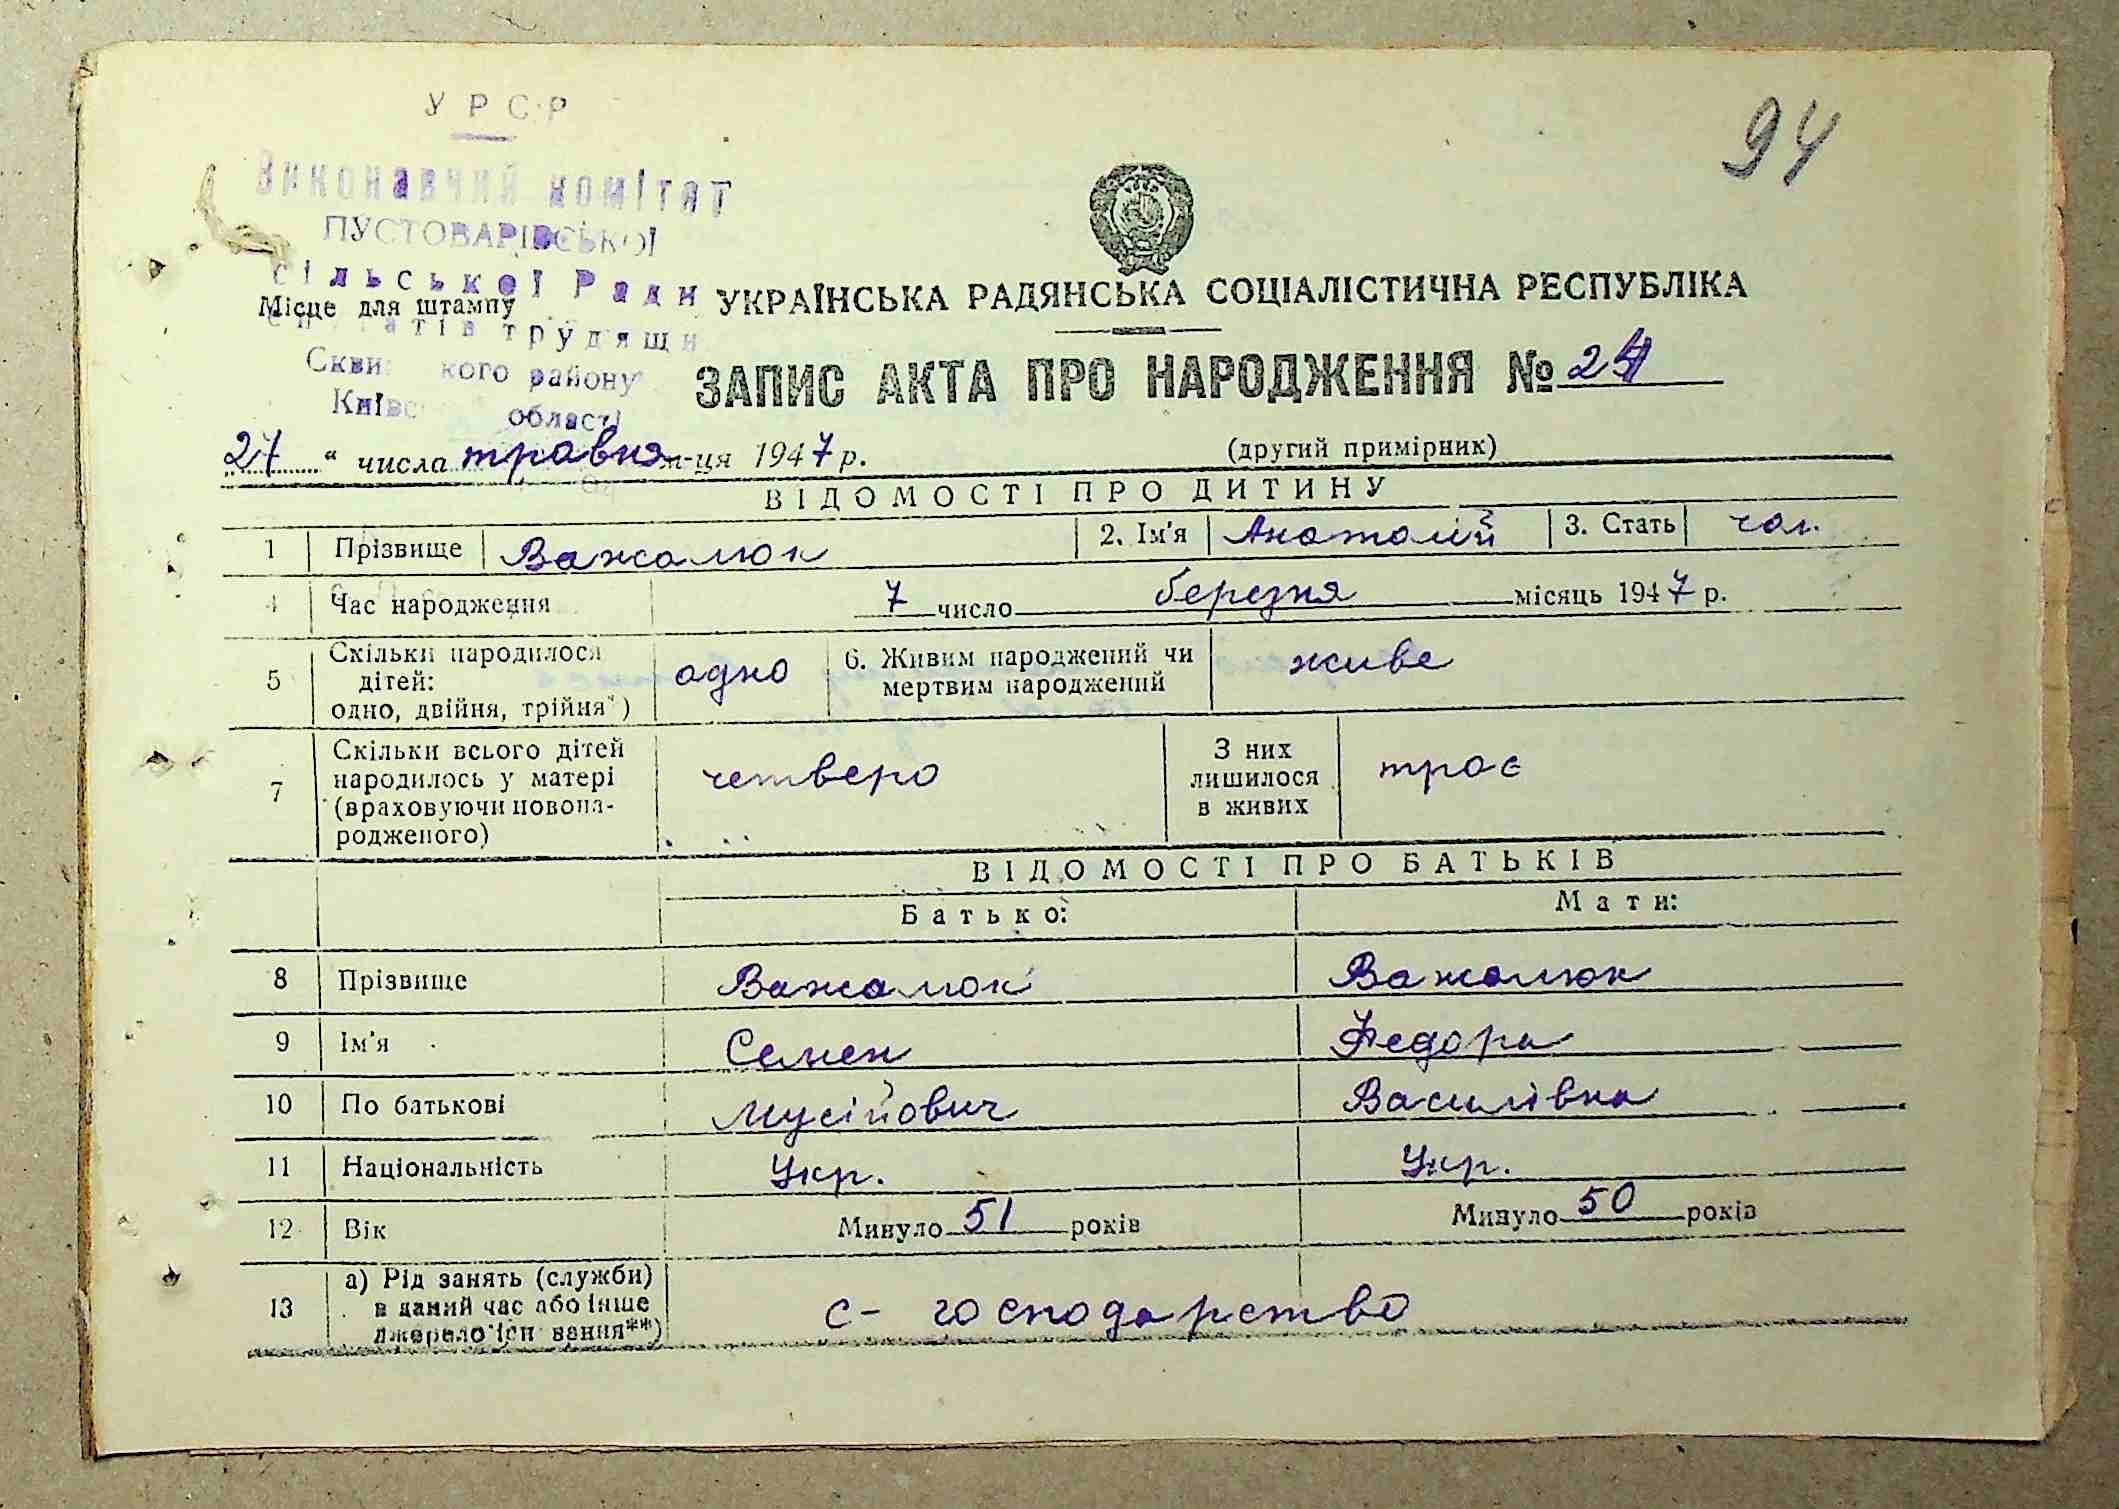 94
У Р С Р
Виконавчий комітет
ПУСТОВАРІВСЬКОЇ
сільської Ради
Місце для штампу
трудящи
Скви кого району
Київс області
УКРАЇНСЬКА РАДЯНСЬКА СОЦІАЛІСТИЧНА РЕСПУБЛІКА
ЗАПИС АКТА ПРО НАРОДЖЕННЯ № 24
27 “ числа травня м-ця 1947 р. (другий примірник)
ВІДОМОСТІ ПРО ДИТИНУ
1 Прізвище Важалюк 2. Ім'я Анатолій 3. Стать чол.
4 Час народження 7 число березня місяць 1947 р.
5 Скільки народилося дітей: одно, двійня, трійня*) одно 6. Живим народжений чи мертвим народжений живе
7 Скільки всього дітей народилось у матері (враховуючи новонародженого) четверо З них лишилося в живих троє
ВІДОМОСТІ ПРО БАТЬКІВ
Батько: Мати:
8 Прізвище Важалюк Важалюк
9 Ім'я Семен Федора
10 По батькові Мусійович Василівна
11 Національність Укр. Укр.
12 Вік Минуло 51 років Минуло 50 років
13 а) Рід занять (служби) в даний час або інше джерело існування**) с-господарство